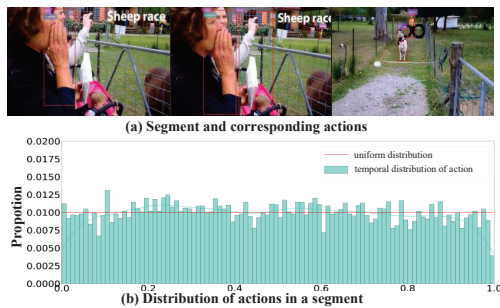 Sheep race
Sheep race
(a) Segment and corresponding actions
0.0200
0.0175
0.0150
0.0125
0.0100
0.0075
0.0050
0.0025
0.0000
Propotion
uniform distribution
temporal distribution of action
0.0 0.2 0.4 0.6 0.8 1.0
(b) Distribution of actions in a segment